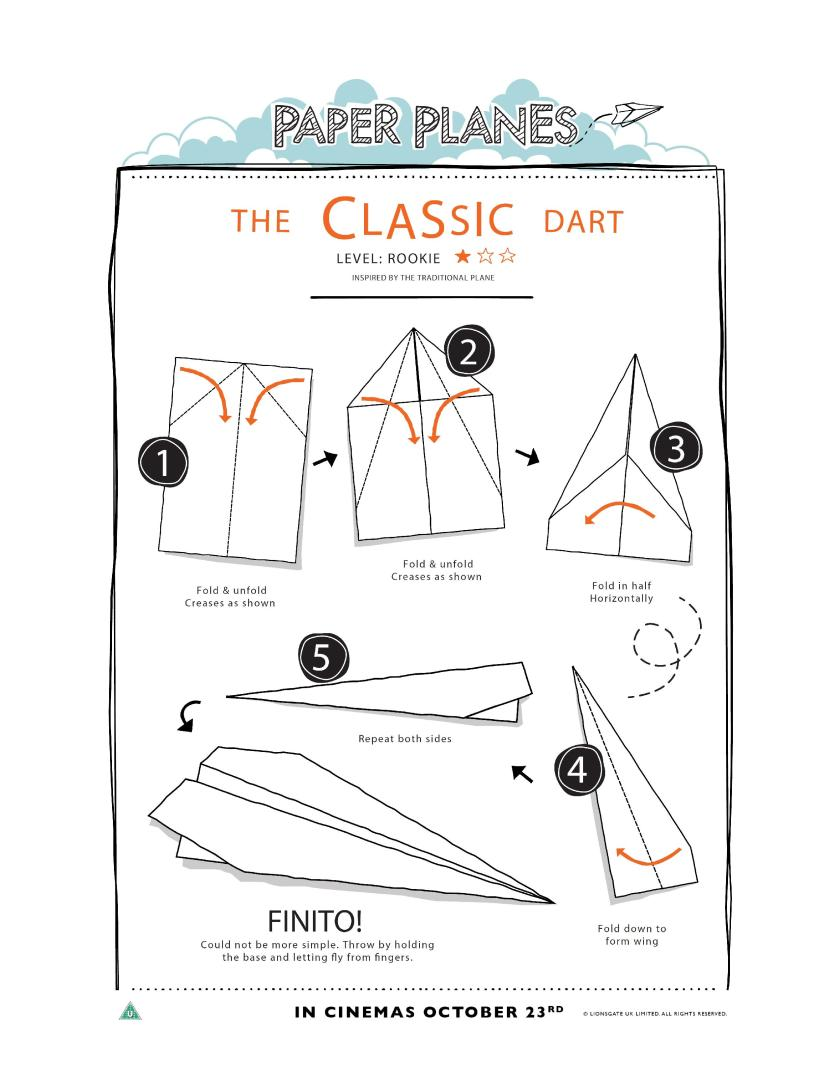 PAPER PLANES
THE CLASSIC DART
LEVEL: ROOKIE
INSPIRED BY THE TRADITIONAL PLANE
1
Fold & unfold
Creases as shown
2
Fold & unfold
Creases as shown
3
Fold in half
Horizontally
4
Fold down to
form wing
5
Repeat both sides
FINITO!
Could not be more simple. Throw by holding
the base and letting fly from fingers.
U
IN CINEMAS OCTOBER 23RD
© LIONSGATE UK LIMITED. ALL RIGHTS RESERVED.